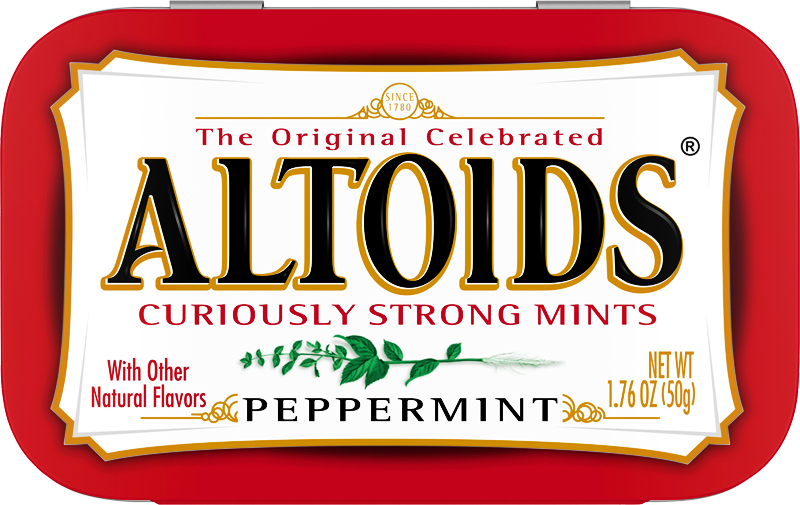 SINCE
1780
The Original Celebrated
ALTOIDS®
CURIOUSLY STRONG MINTS
With Other
Natural Flavors
NET WT
1.76 OZ (50g)
PEPPERMINT